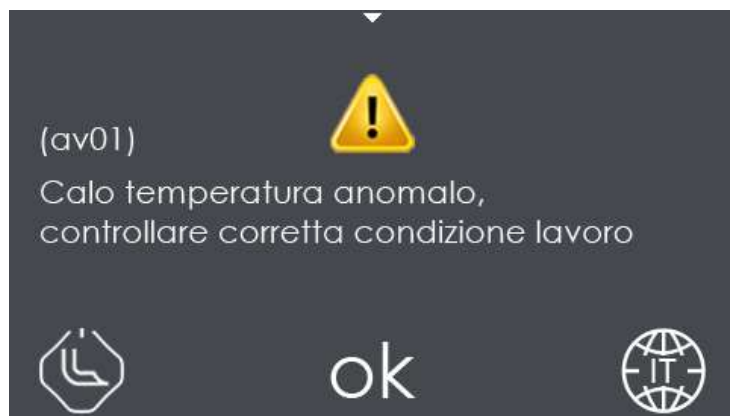 (av01)
Calo temperatura anomalo,
controllare corretta condizione lavoro
ok
IT